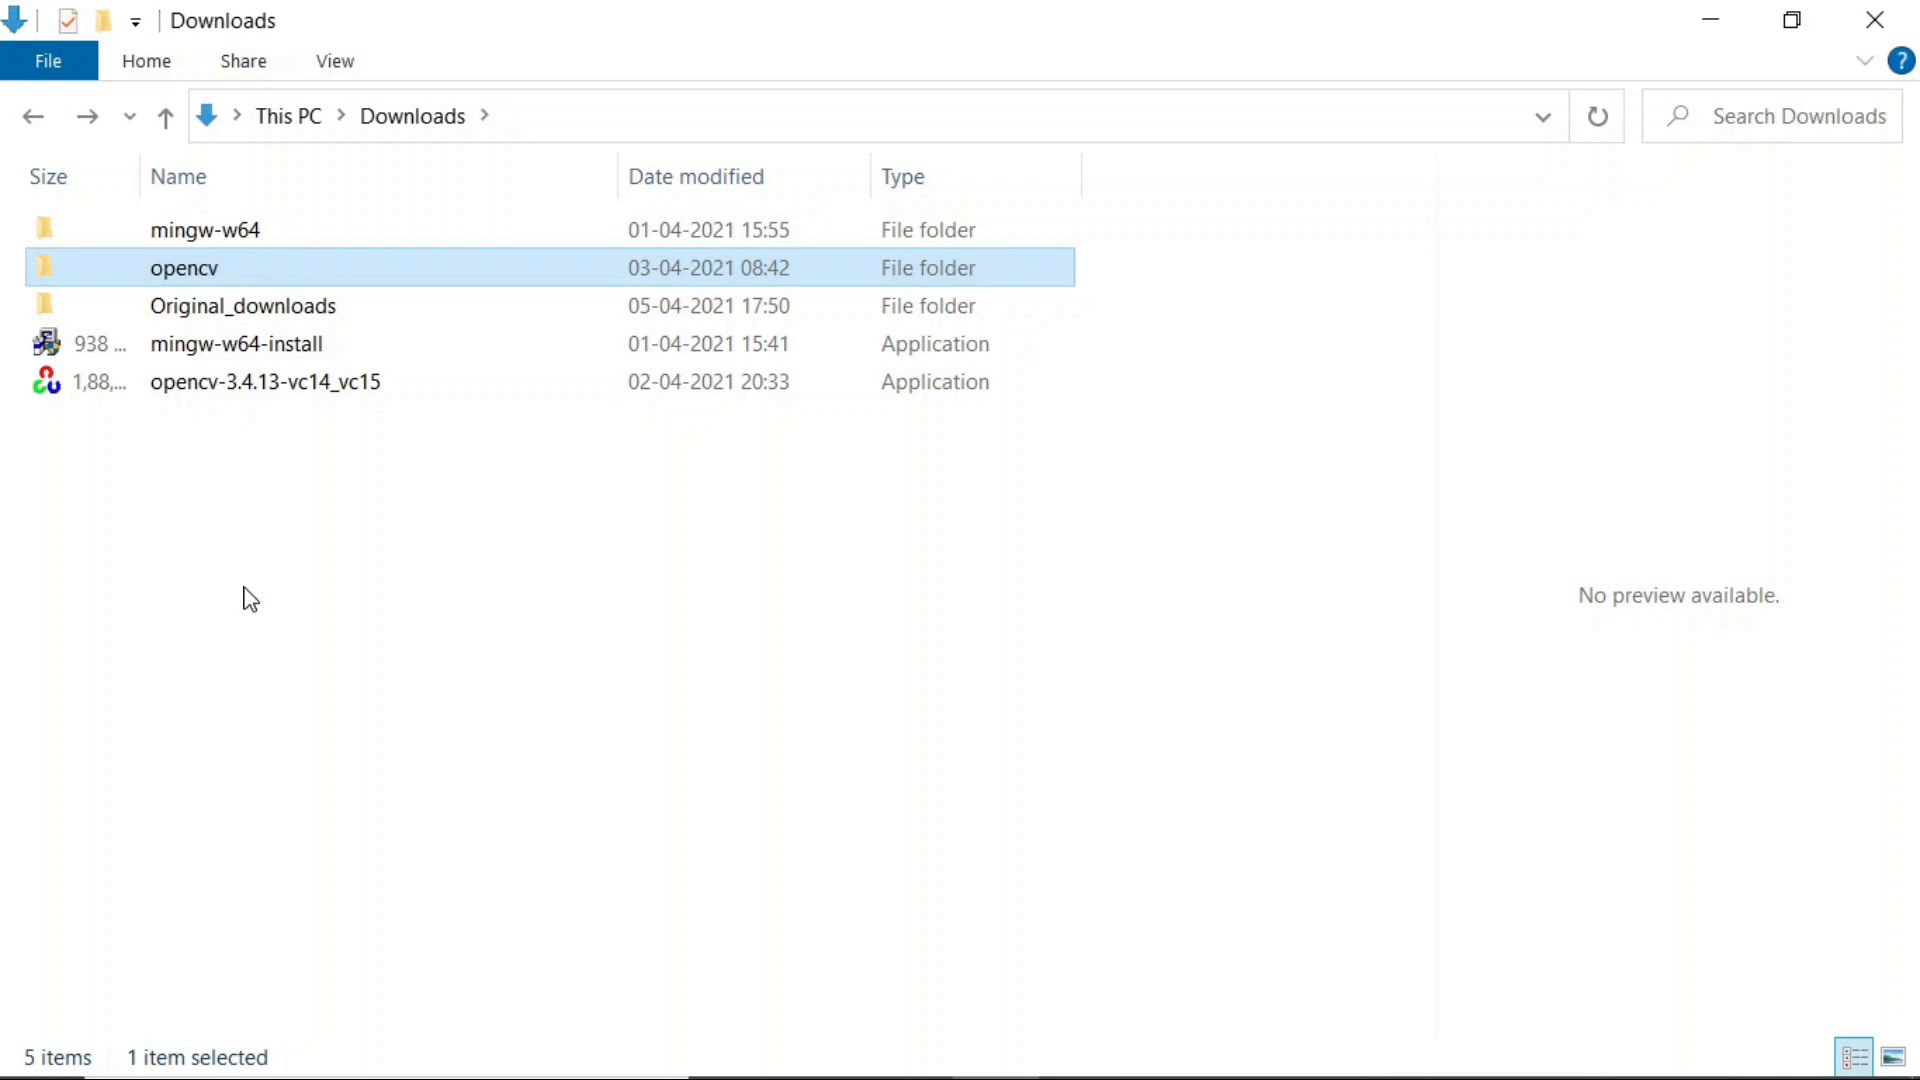 Downloads
File Home Share View
This PC Downloads Search Downloads
Size Name Date modified Type
mingw-w64 01-04-2021 15:55 File folder
opencv 03-04-2021 08:42 File folder
Original_downloads 05-04-2021 17:50 File folder
938 ... mingw-w64-install 01-04-2021 15:41 Application
1,88,... opencv-3.4.13-vc14_vc15 02-04-2021 20:33 Application
No preview available.
5 items 1 item selected